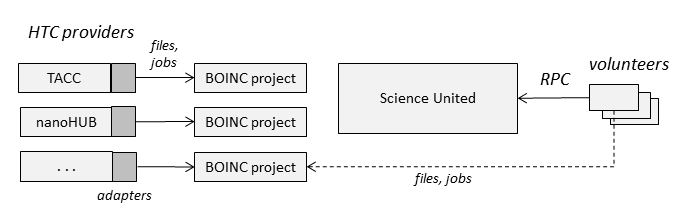 HTC providers
files,
jobs
TACC
BOINC project
nanoHUB
BOINC project
. . .
BOINC project
adapters
Science United
RPC
volunteers
files, jobs